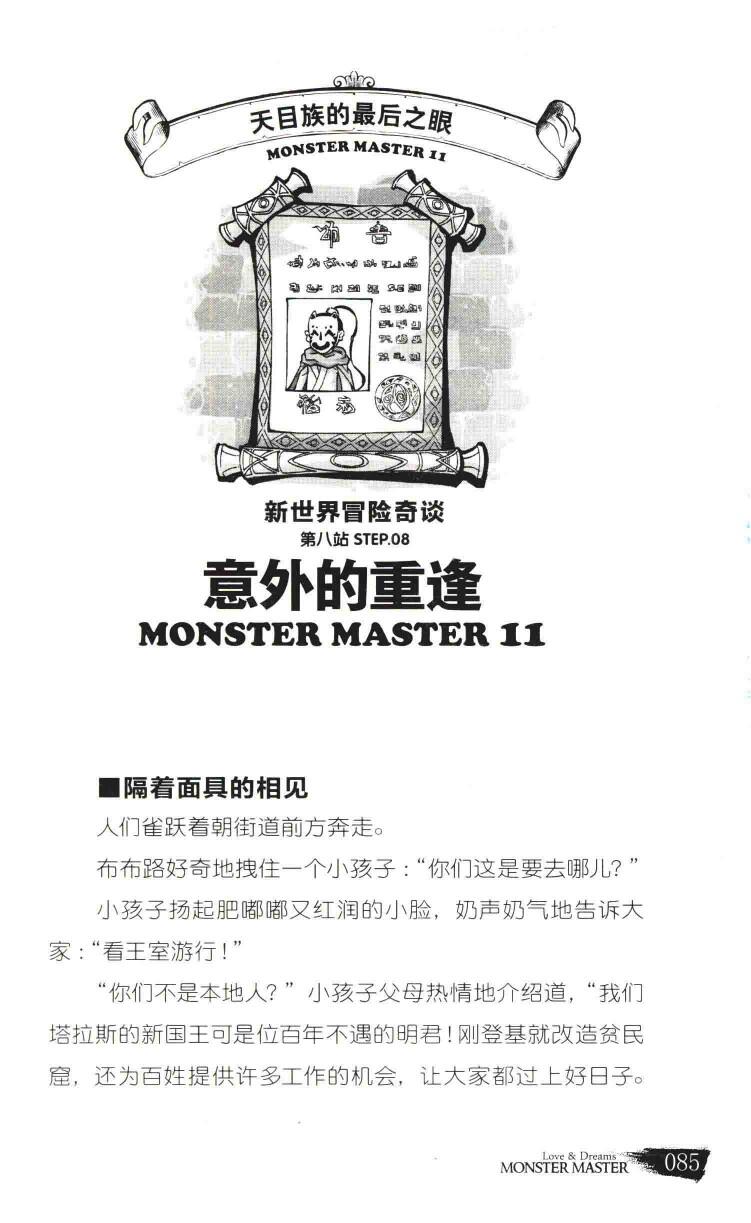 天目族的最后之眼
MONSTER MASTER 11
新世界冒险奇谈
第八站 STEP.08
意外的重逢
MONSTER MASTER 11
■隔着面具的相见
人们雀跃着朝街道前方奔走。
布布路好奇地拽住一个小孩子：“你们这是要去哪儿？”
小孩子扬起肥嘟嘟又红润的小脸，奶声奶气地告诉大
家：“看王室游行！”
“你们不是本地人？”小孩子父母热情地介绍道，“我们
塔拉斯的新国王可是位百年不遇的明君！刚登基就改造贫民
窟，还为百姓提供许多工作的机会，让大家都过上好日子。
Love & Dreams
MONSTER MASTER 085